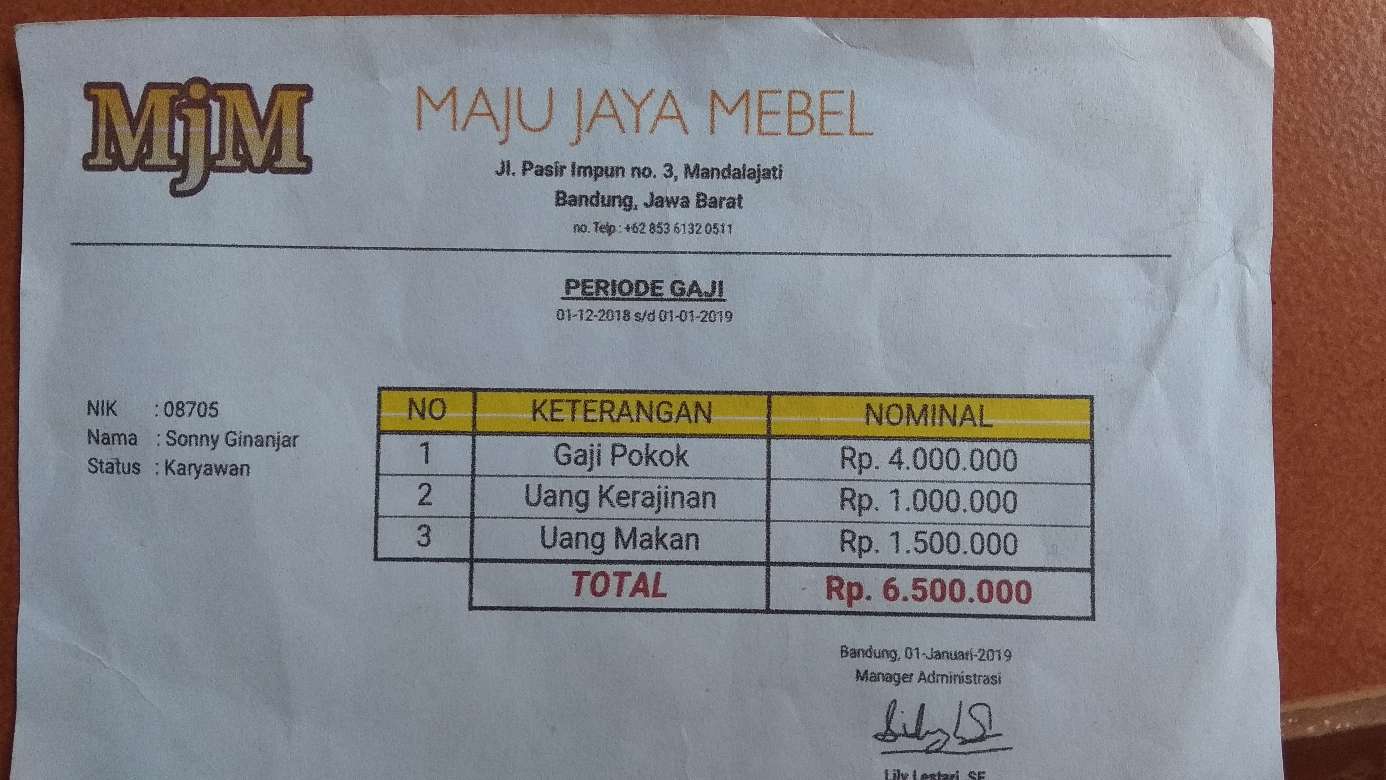 MjM
MAJU JAYA MEBEL
Jl. Pasir Impun no. 3, Mandalajati
Bandung, Jawa Barat
no. Telp : +62 853 6132 0511
PERIODE GAJI
01-12-2018 s/d 01-01-2019
NIK : 08705
Nama : Sonny Ginanjar
Status : Karyawan
NO KETERANGAN NOMINAL
1 Gaji Pokok Rp. 4.000.000
2 Uang Kerajinan Rp. 1.000.000
3 Uang Makan Rp. 1.500.000
TOTAL Rp. 6.500.000
Bandung, 01-Januari-2019
Manager Administrasi
Lily Lestari, SE